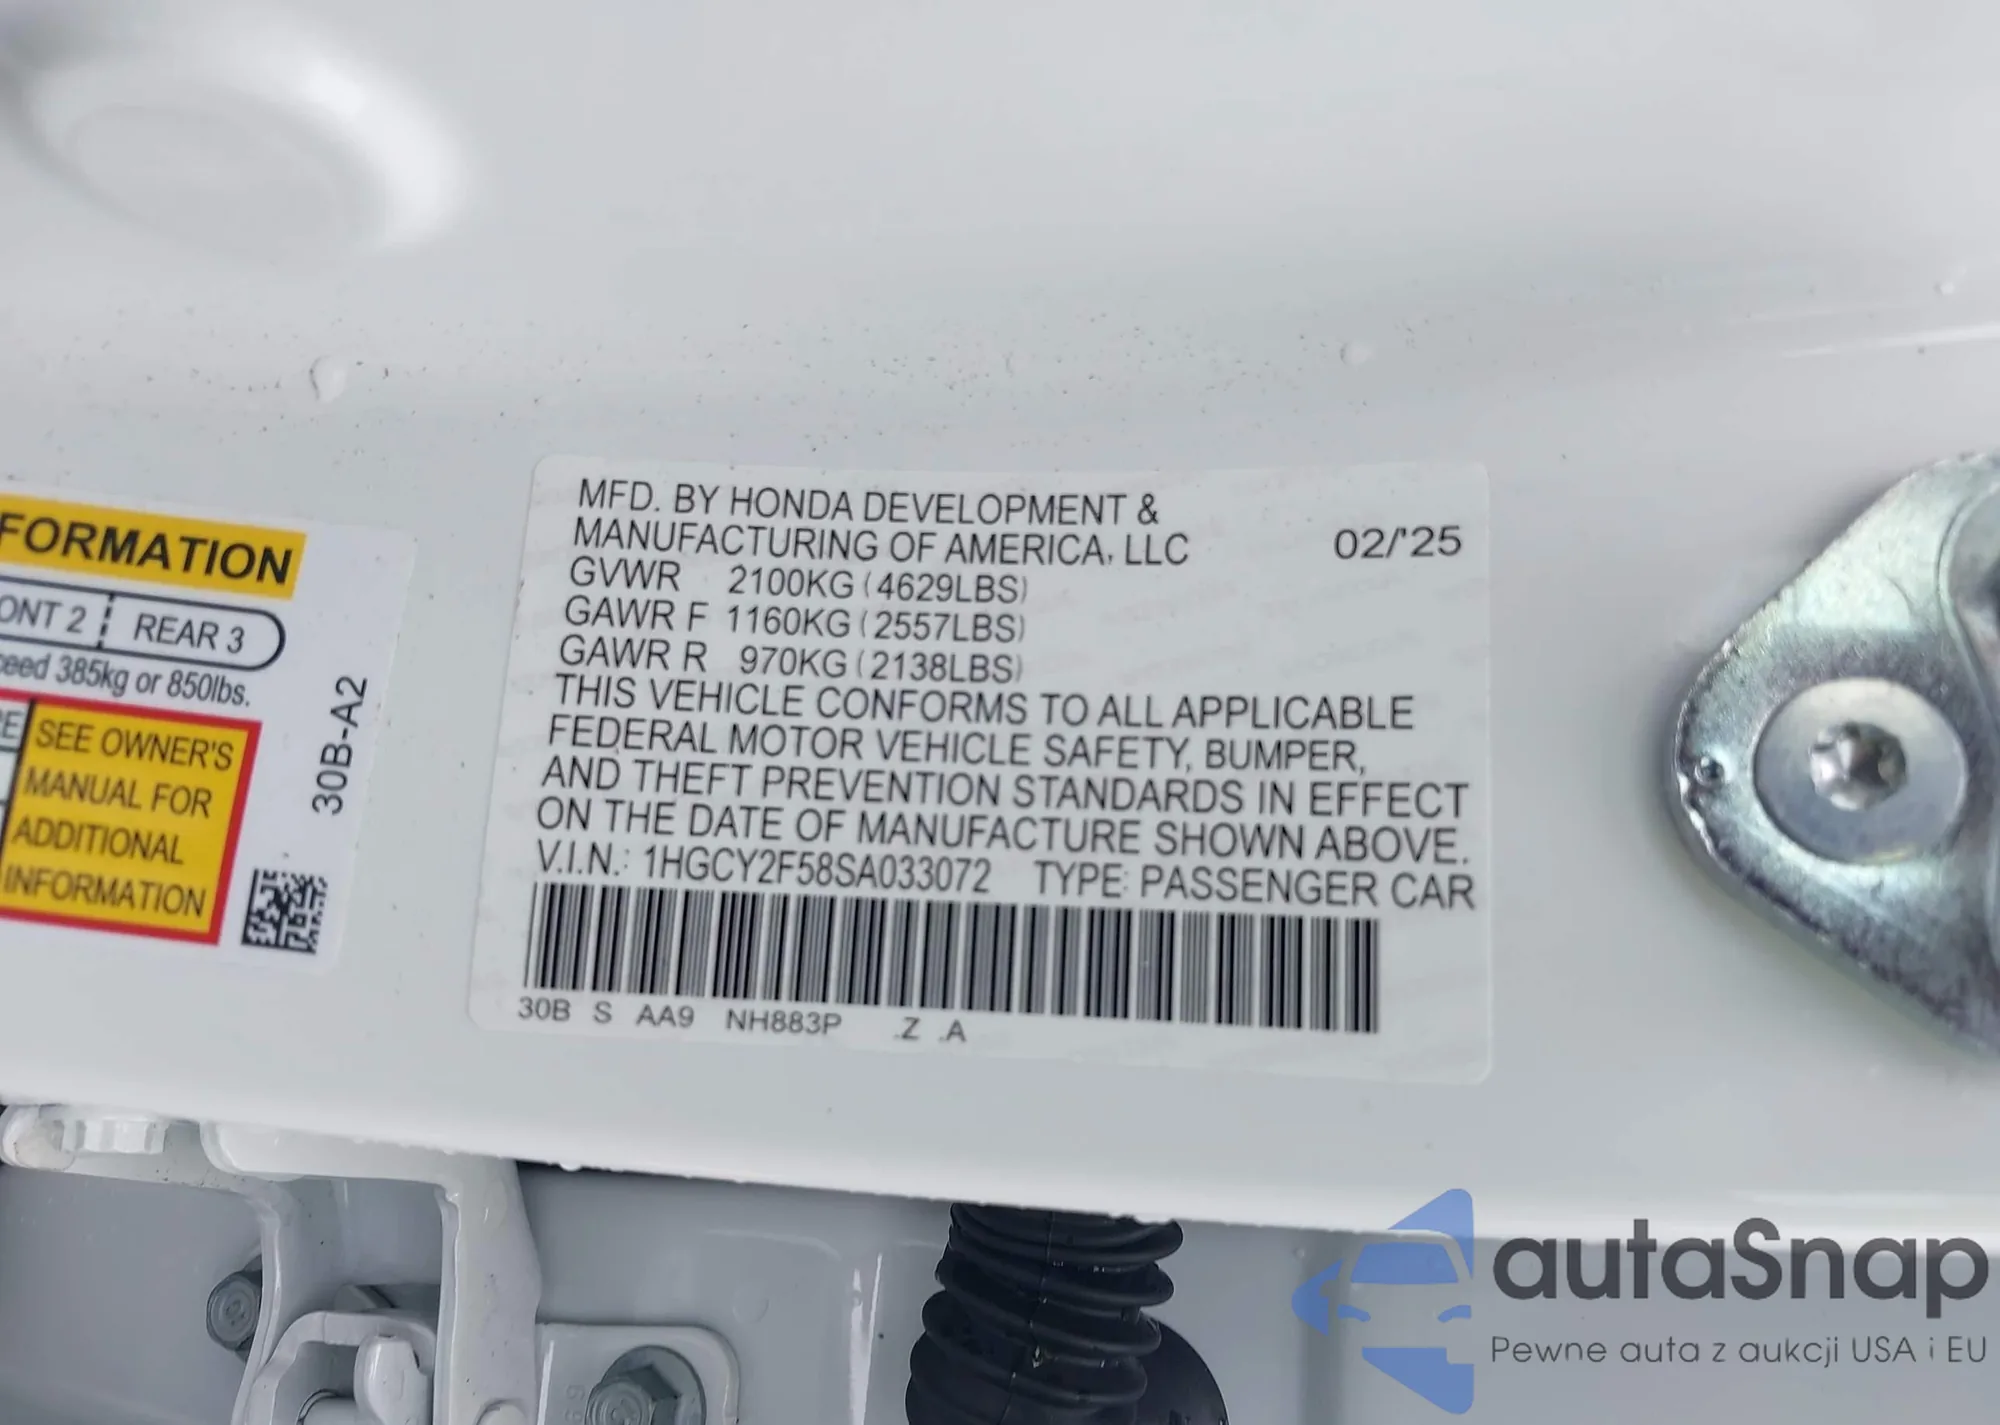 FORMATION
ONT 2 REAR 3
ceed 385kg or 850lbs.
RE
SEE OWNER'S
MANUAL FOR
ADDITIONAL
INFORMATION
30B-A2
MFD. BY HONDA DEVELOPMENT &
MANUFACTURING OF AMERICA, LLC 02/'25
GVWR 2100KG (4629LBS)
GAWR F 1160KG (2557LBS)
GAWR R 970KG (2138LBS)
THIS VEHICLE CONFORMS TO ALL APPLICABLE
FEDERAL MOTOR VEHICLE SAFETY, BUMPER,
AND THEFT PREVENTION STANDARDS IN EFFECT
ON THE DATE OF MANUFACTURE SHOWN ABOVE.
V.I.N.: 1HGCY2F58SA033072 TYPE: PASSENGER CAR
30B S AA9 NH883P .Z .A
autaSnap
Pewne auta z aukcji USA i EU